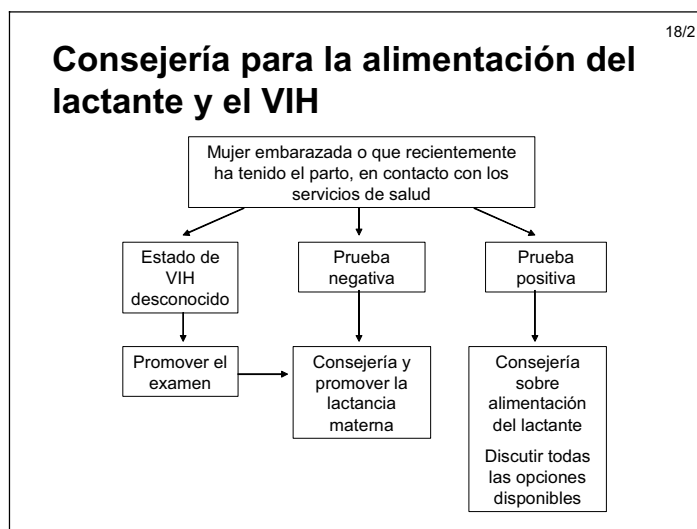 18/2
Consejería para la alimentación del
lactante y el VIH
Mujer embarazada o que recientemente
ha tenido el parto, en contacto con los
servicios de salud
Estado de
VIH
desconocido
Prueba
negativa
Prueba
positiva
Promover el
examen
Consejería y
promover la
lactancia
materna
Consejería
sobre
alimentación
del lactante
Discutir todas
las opciones
disponibles